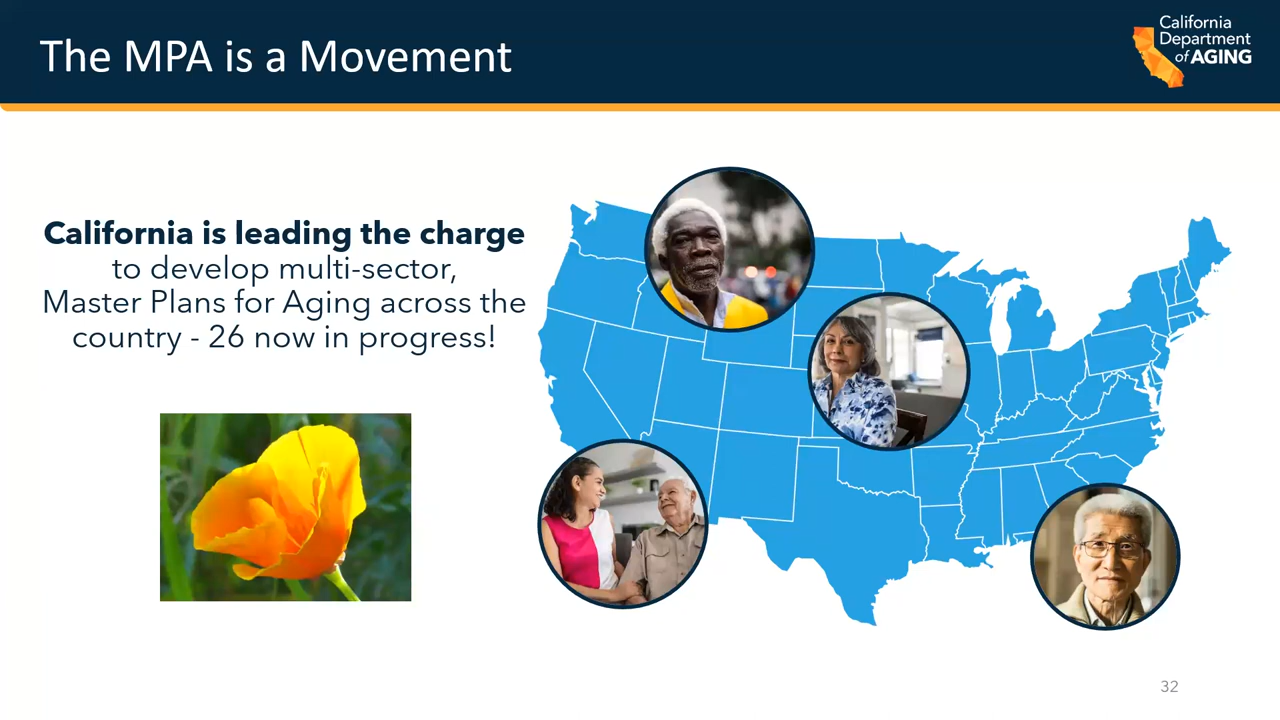 The MPA is a Movement
California
Department
of AGING
California is leading the charge
to develop multi-sector,
Master Plans for Aging across the
country - 26 now in progress!
32